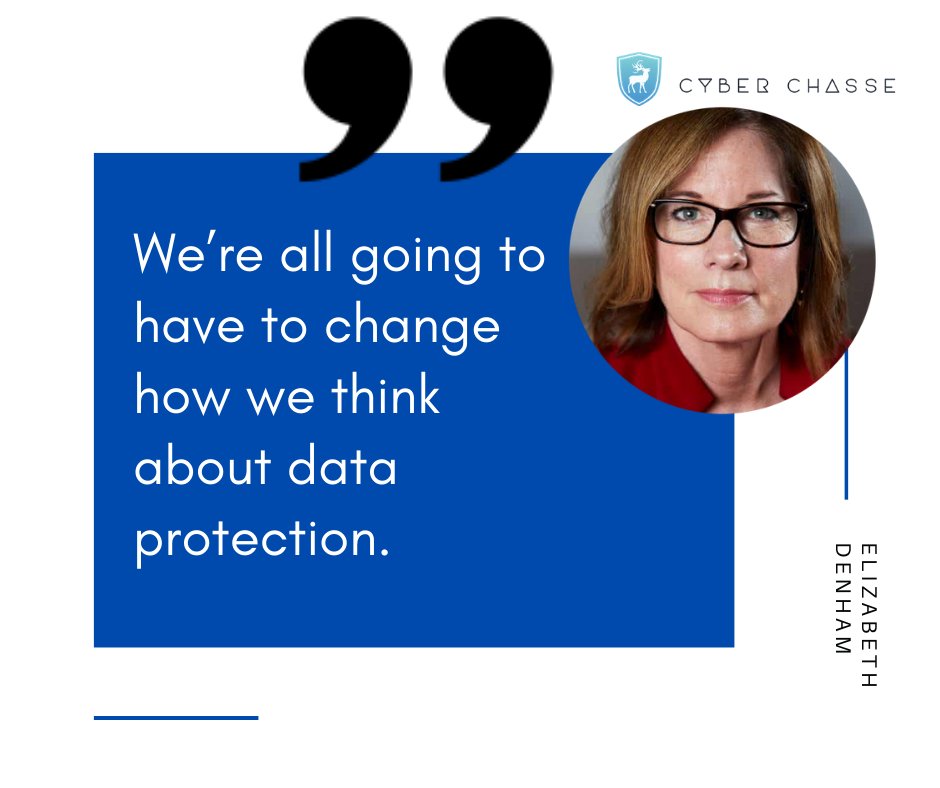 CYBER CHASSE
We’re all going to
have to change
how we think
about data
protection.
ELIZABETH
DENHAM